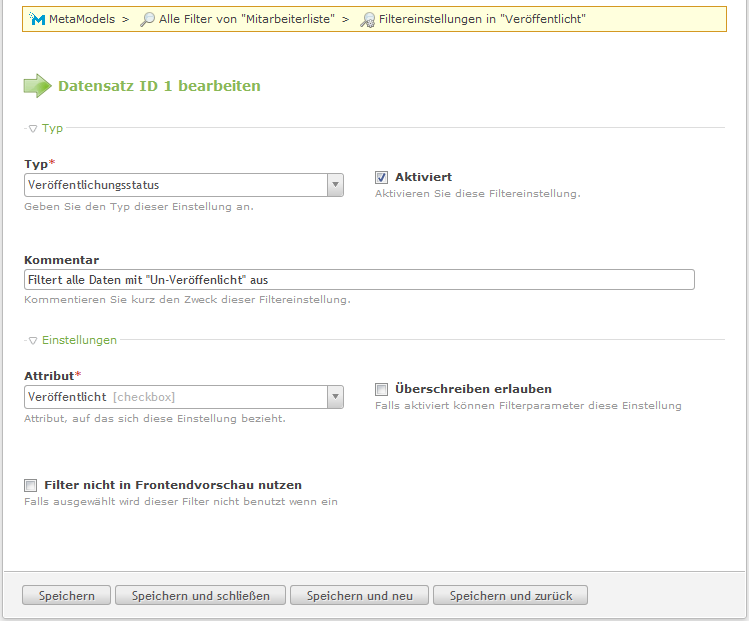 MetaModels > Alle Filter von "Mitarbeiterliste" > Filtereinstellungen in "Veröffentlicht"
Datensatz ID 1 bearbeiten
Typ
Typ*
Veröffentlichungsstatus
Geben Sie den Typ dieser Einstellung an.
Aktiviert
Aktivieren Sie diese Filtereinstellung.
Kommentar
Filtert alle Daten mit "Un-Veröffenlicht" aus
Kommentieren Sie kurz den Zweck dieser Filtereinstellung.
Einstellungen
Attribut*
Veröffentlicht [checkbox]
Attribut, auf das sich diese Einstellung bezieht.
Überschreiben erlauben
Falls aktiviert können Filterparameter diese Einstellung
Filter nicht in Frontendvorschau nutzen
Falls ausgewählt wird dieser Filter nicht benutzt wenn ein
Speichern Speichern und schließen Speichern und neu Speichern und zurück